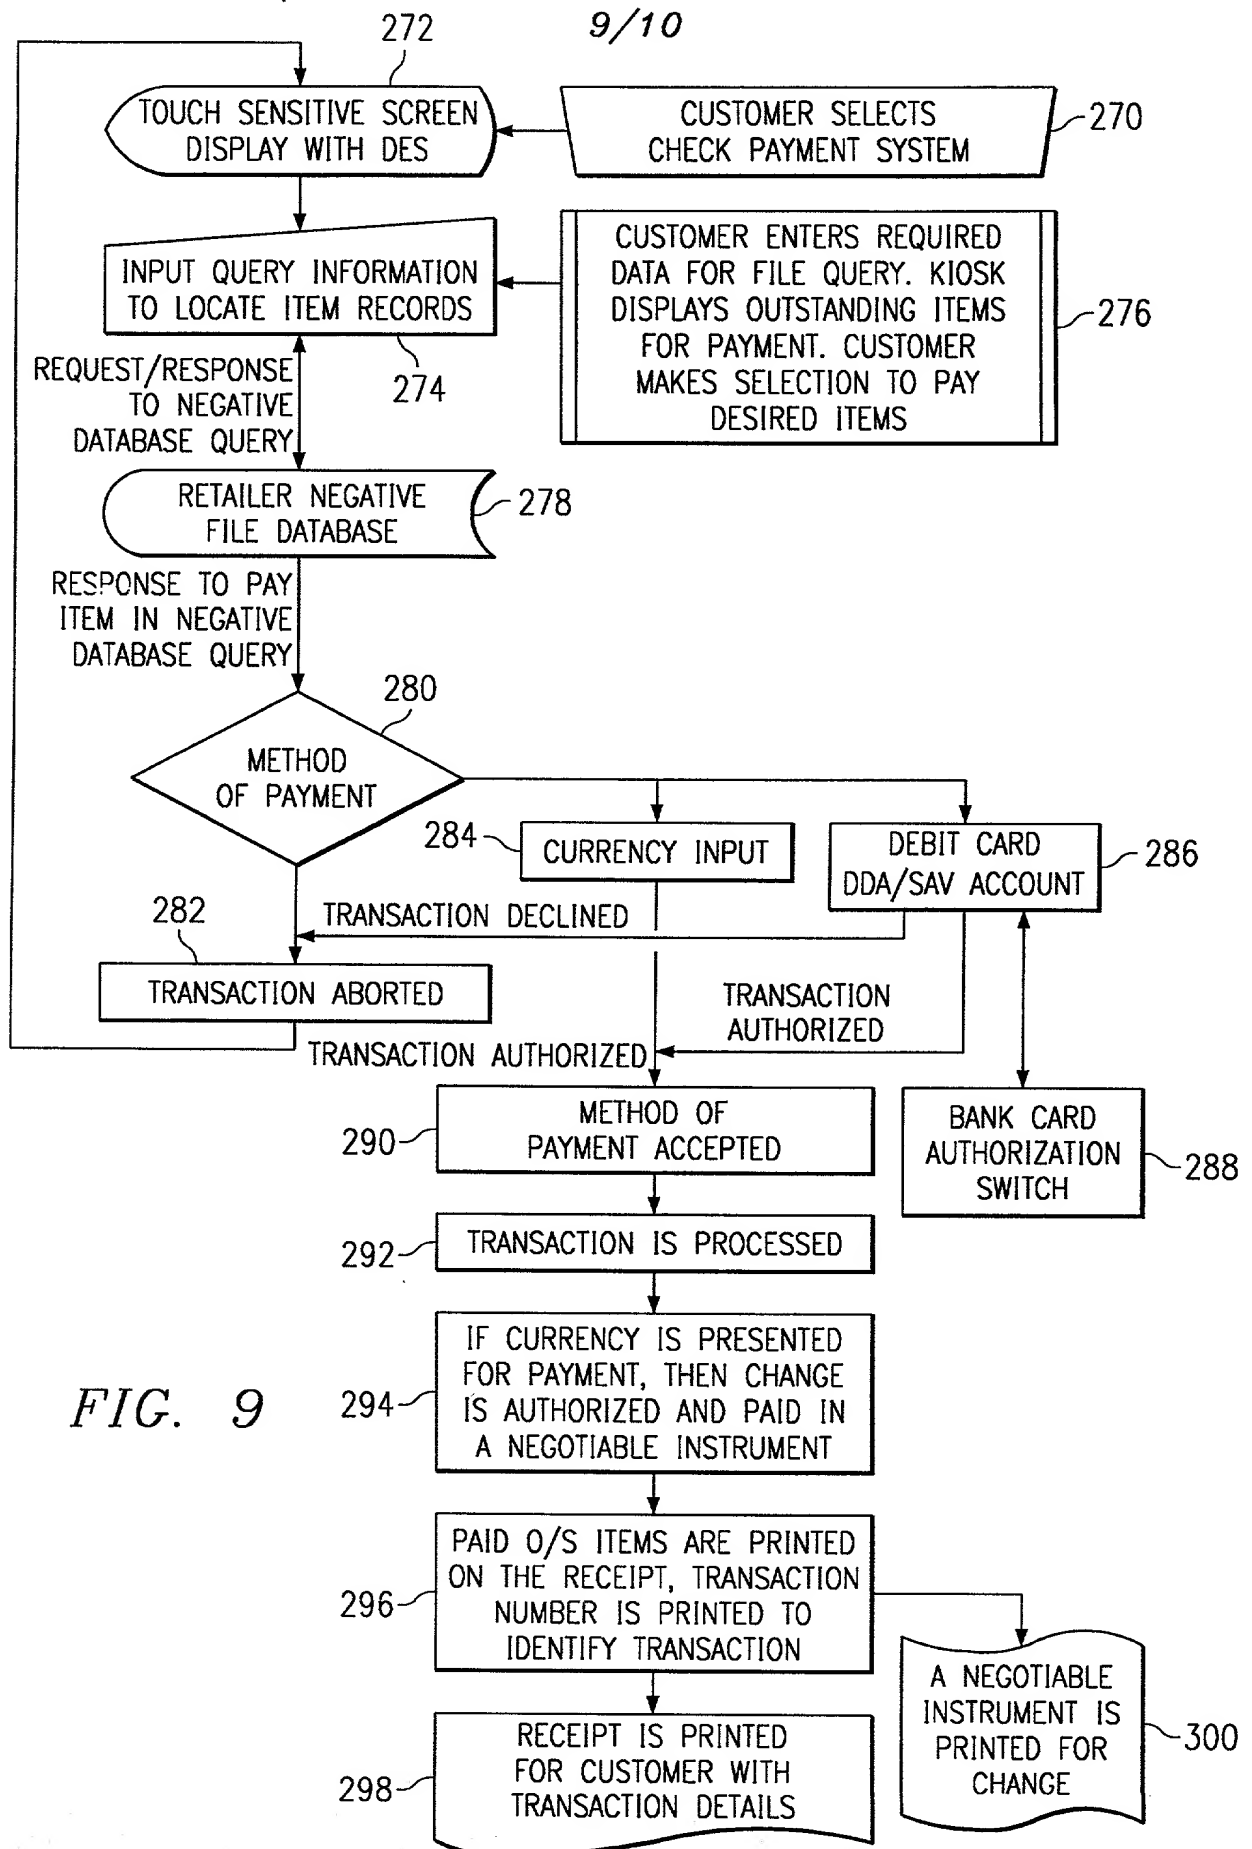 9/10
272
TOUCH SENSITIVE SCREEN
DISPLAY WITH DES
CUSTOMER SELECTS
CHECK PAYMENT SYSTEM
270
INPUT QUERY INFORMATION
TO LOCATE ITEM RECORDS
274
CUSTOMER ENTERS REQUIRED
DATA FOR FILE QUERY. KIOSK
DISPLAYS OUTSTANDING ITEMS
FOR PAYMENT. CUSTOMER
MAKES SELECTION TO PAY
DESIRED ITEMS
276
REQUEST/RESPONSE
TO NEGATIVE
DATABASE QUERY
RETAILER NEGATIVE
FILE DATABASE
278
RESPONSE TO PAY
ITEM IN NEGATIVE
DATABASE QUERY
280
METHOD
OF PAYMENT
284
CURRENCY INPUT
DEBIT CARD
DDA/SAV ACCOUNT
286
282
TRANSACTION DECLINED
TRANSACTION ABORTED
TRANSACTION
AUTHORIZED
TRANSACTION AUTHORIZED
290
METHOD OF
PAYMENT ACCEPTED
BANK CARD
AUTHORIZATION
SWITCH
288
292
TRANSACTION IS PROCESSED
294
IF CURRENCY IS PRESENTED
FOR PAYMENT, THEN CHANGE
IS AUTHORIZED AND PAID IN
A NEGOTIABLE INSTRUMENT
FIG. 9
296
PAID O/S ITEMS ARE PRINTED
ON THE RECEIPT, TRANSACTION
NUMBER IS PRINTED TO
IDENTIFY TRANSACTION
298
RECEIPT IS PRINTED
FOR CUSTOMER WITH
TRANSACTION DETAILS
A NEGOTIABLE
INSTRUMENT IS
PRINTED FOR
CHANGE
300